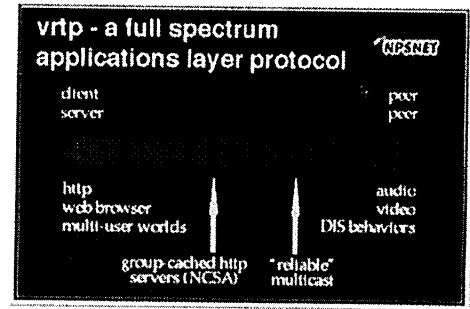 vrtp - a full spectrum
applications layer protocol
NPSNET
client
server
peer
peer
http
web browser
multi-user worlds
audio
video
DIS behaviors
group-cached http
servers (NCSA)
"reliable"
multicast